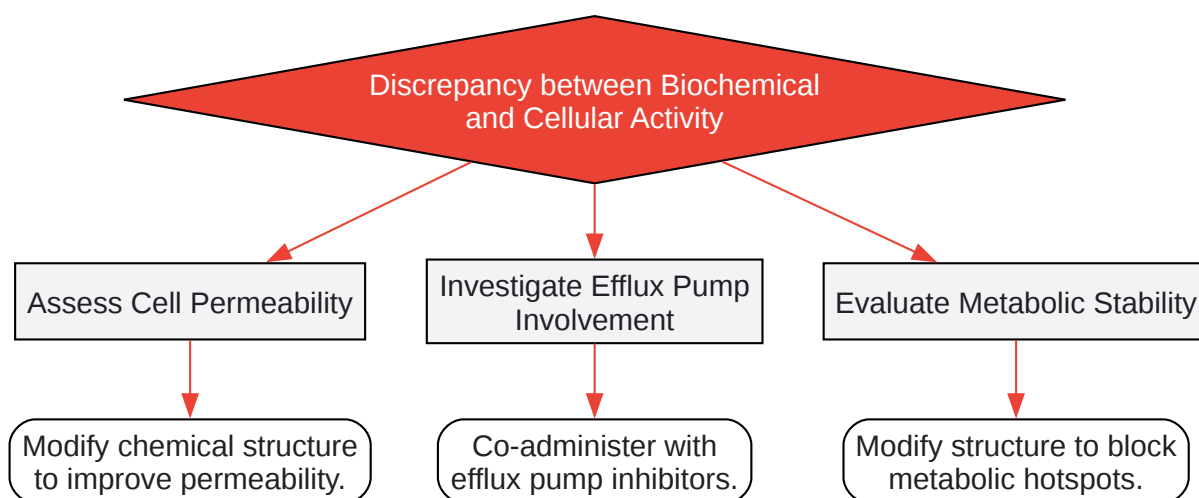 Discrepancy between Biochemical
and Cellular Activity
Assess Cell Permeability
Investigate Efflux Pump
Involvement
Evaluate Metabolic Stability
Modify chemical structure
to improve permeability.
Co-administer with
efflux pump inhibitors.
Modify structure to block
metabolic hotspots.